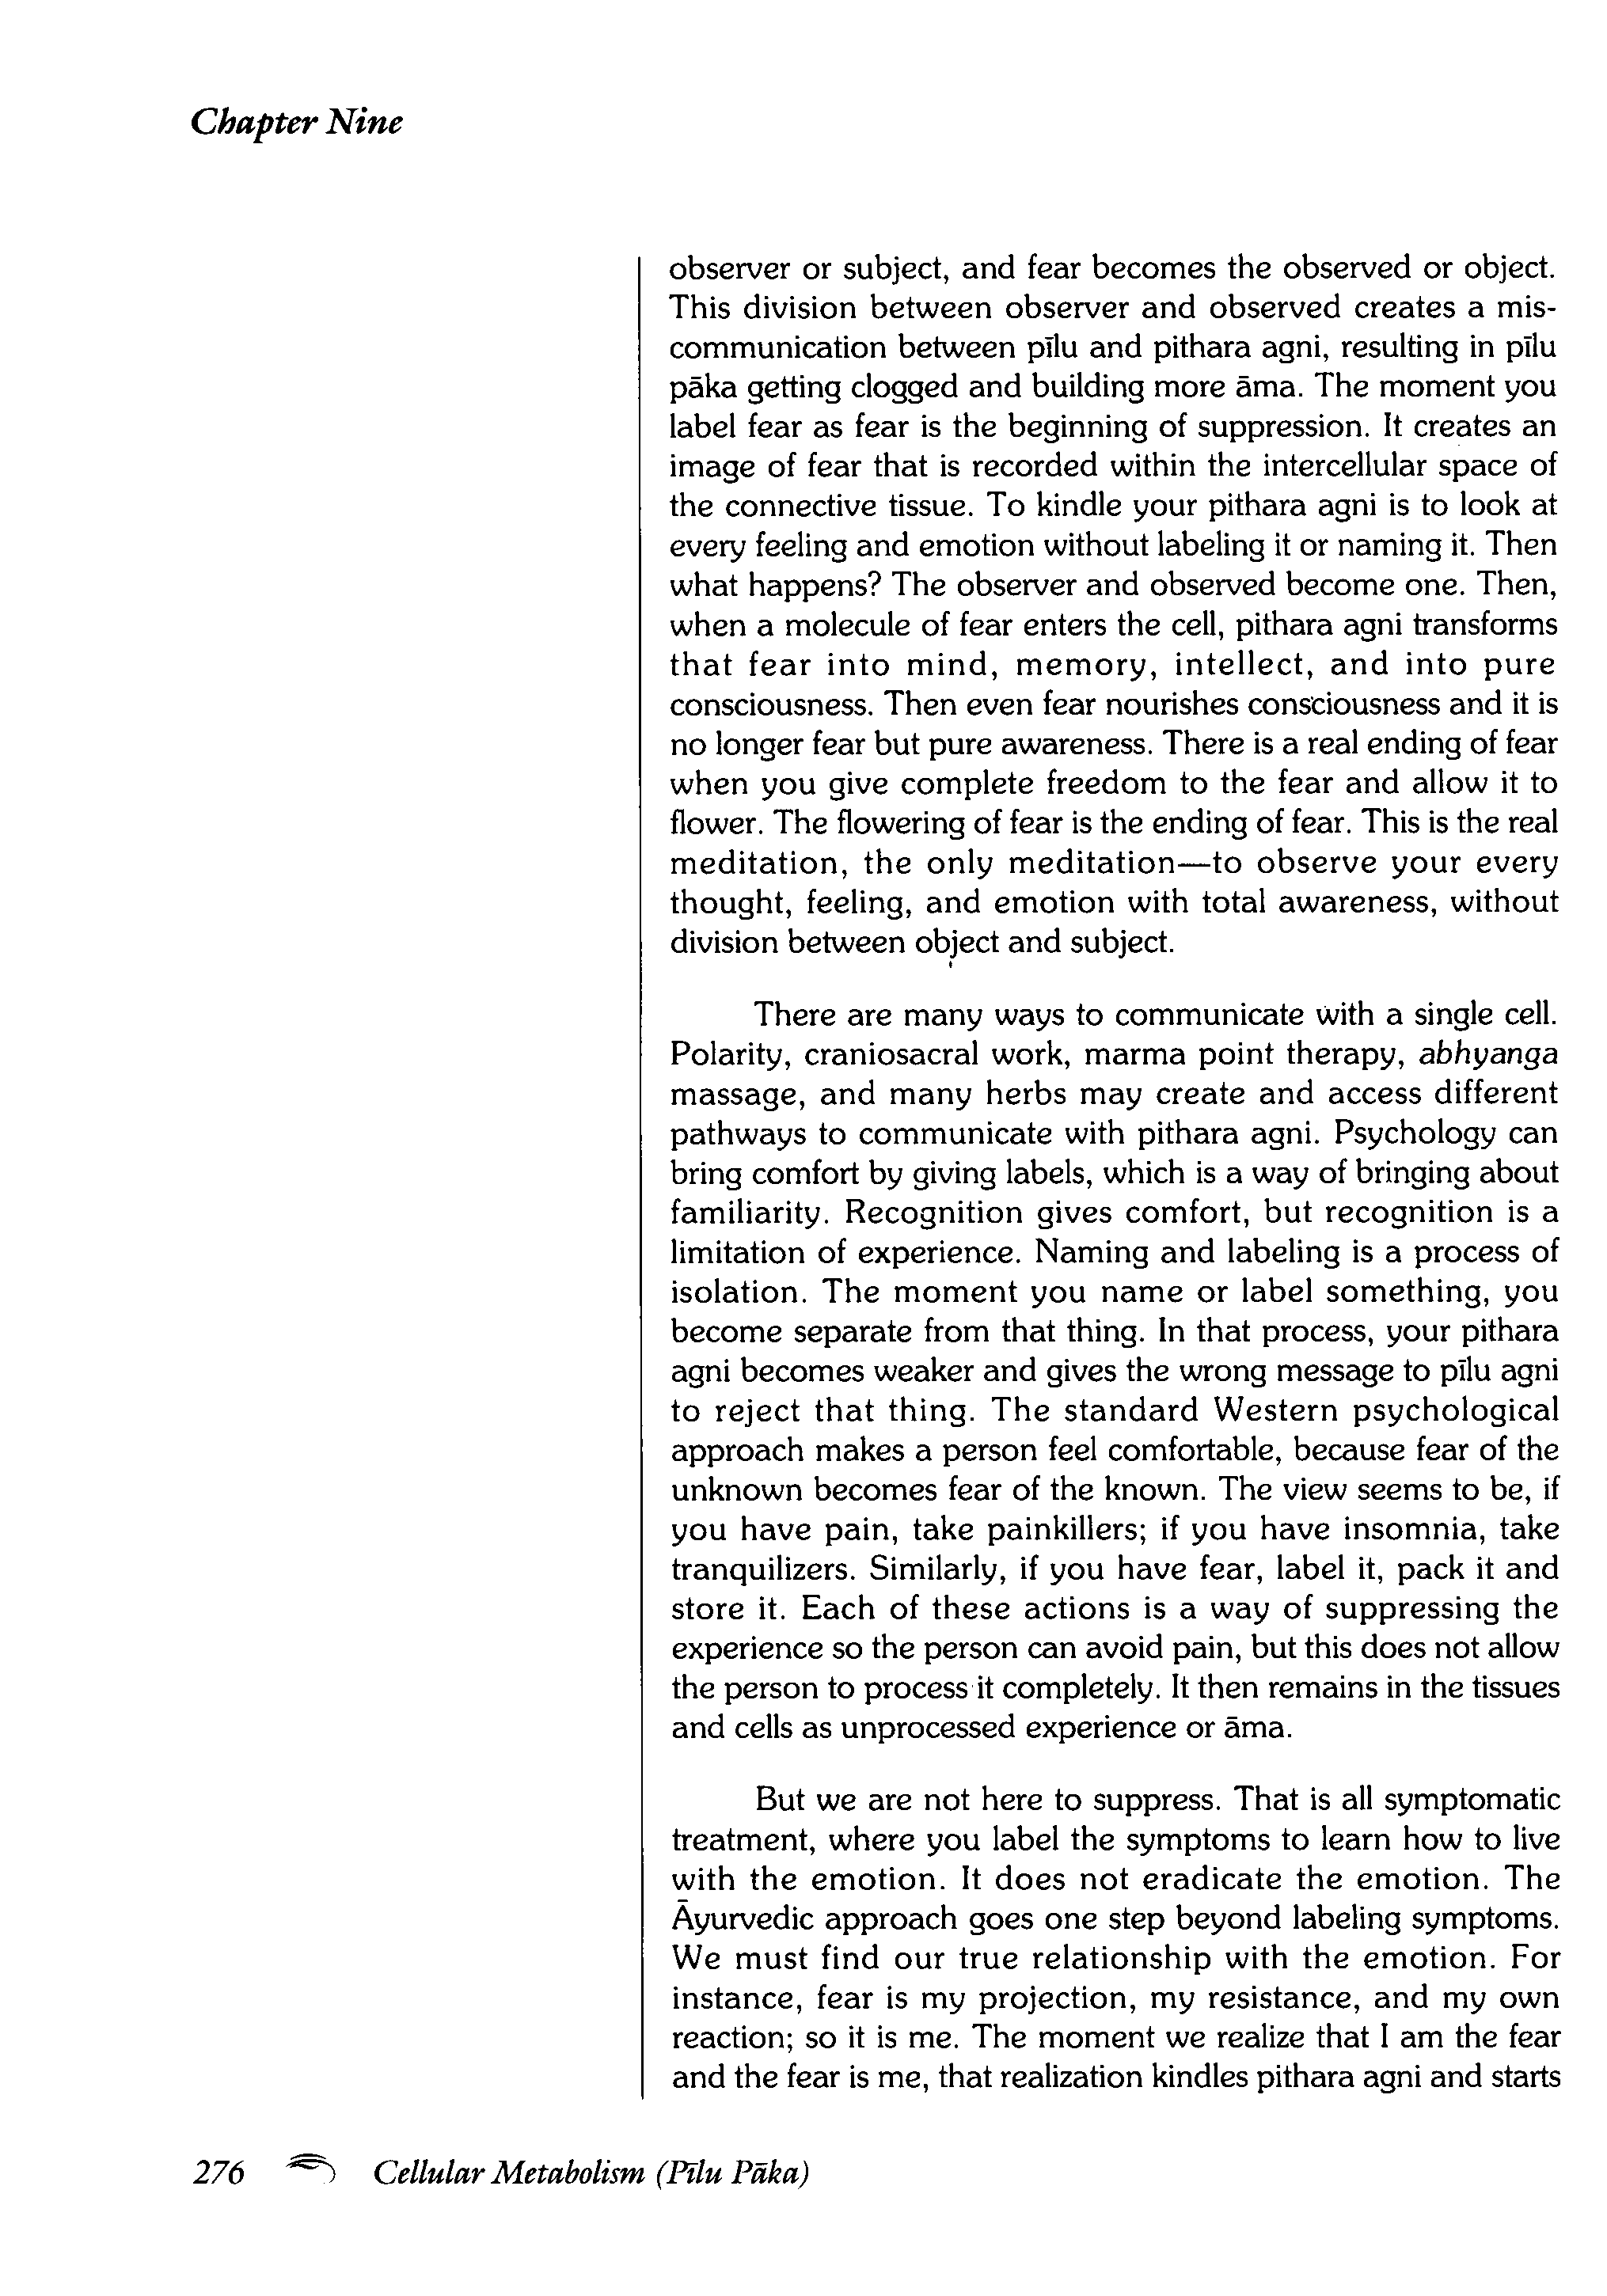 Chapter Nine
observer or subject, and fear becomes the observed or object.
This division between observer and observed creates a mis-
communication between pīlu and pithara agni, resulting in pīlu
pāka getting clogged and building more āma. The moment you
label fear as fear is the beginning of suppression. It creates an
image of fear that is recorded within the intercellular space of
the connective tissue. To kindle your pithara agni is to look at
every feeling and emotion without labeling it or naming it. Then
what happens? The observer and observed become one. Then,
when a molecule of fear enters the cell, pithara agni transforms
that fear into mind, memory, intellect, and into pure
consciousness. Then even fear nourishes consciousness and it is
no longer fear but pure awareness. There is a real ending of fear
when you give complete freedom to the fear and allow it to
flower. The flowering of fear is the ending of fear. This is the real
meditation, the only meditation—to observe your every
thought, feeling, and emotion with total awareness, without
division between object and subject.
There are many ways to communicate with a single cell.
Polarity, craniosacral work, marma point therapy, abhyanga
massage, and many herbs may create and access different
pathways to communicate with pithara agni. Psychology can
bring comfort by giving labels, which is a way of bringing about
familiarity. Recognition gives comfort, but recognition is a
limitation of experience. Naming and labeling is a process of
isolation. The moment you name or label something, you
become separate from that thing. In that process, your pithara
agni becomes weaker and gives the wrong message to pīlu agni
to reject that thing. The standard Western psychological
approach makes a person feel comfortable, because fear of the
unknown becomes fear of the known. The view seems to be, if
you have pain, take painkillers; if you have insomnia, take
tranquilizers. Similarly, if you have fear, label it, pack it and
store it. Each of these actions is a way of suppressing the
experience so the person can avoid pain, but this does not allow
the person to process it completely. It then remains in the tissues
and cells as unprocessed experience or āma.
But we are not here to suppress. That is all symptomatic
treatment, where you label the symptoms to learn how to live
with the emotion. It does not eradicate the emotion. The
Āyurvedic approach goes one step beyond labeling symptoms.
We must find our true relationship with the emotion. For
instance, fear is my projection, my resistance, and my own
reaction; so it is me. The moment we realize that I am the fear
and the fear is me, that realization kindles pithara agni and starts
276 Cellular Metabolism (Pīlu Pāka)